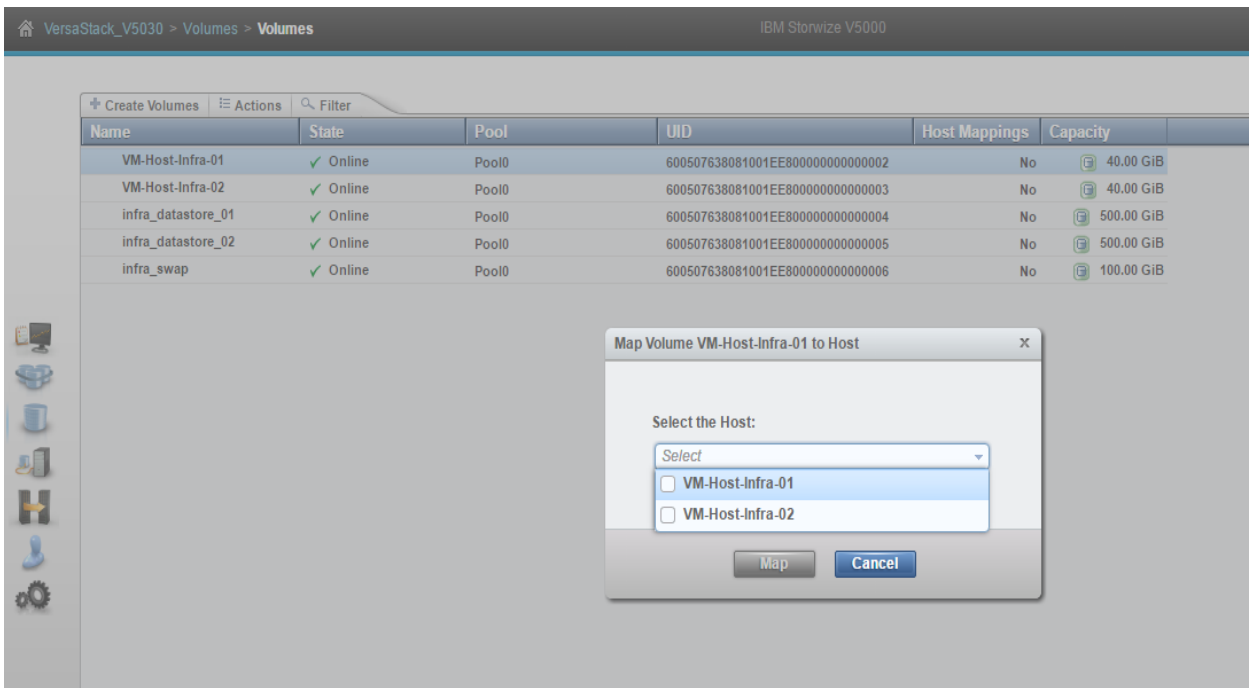 VersaStack_V5030 > Volumes > Volumes IBM Storwize V5000
Create Volumes Actions Filter
Name State Pool UID Host Mappings Capacity
VM-Host-Infra-01 Online Pool0 600507638081001EE800000000000002 No 40.00 GiB
VM-Host-Infra-02 Online Pool0 600507638081001EE800000000000003 No 40.00 GiB
infra_datastore_01 Online Pool0 600507638081001EE800000000000004 No 500.00 GiB
infra_datastore_02 Online Pool0 600507638081001EE800000000000005 No 500.00 GiB
infra_swap Online Pool0 600507638081001EE800000000000006 No 100.00 GiB
Map Volume VM-Host-Infra-01 to Host x
Select the Host:
Select
VM-Host-Infra-01
VM-Host-Infra-02
Map Cancel